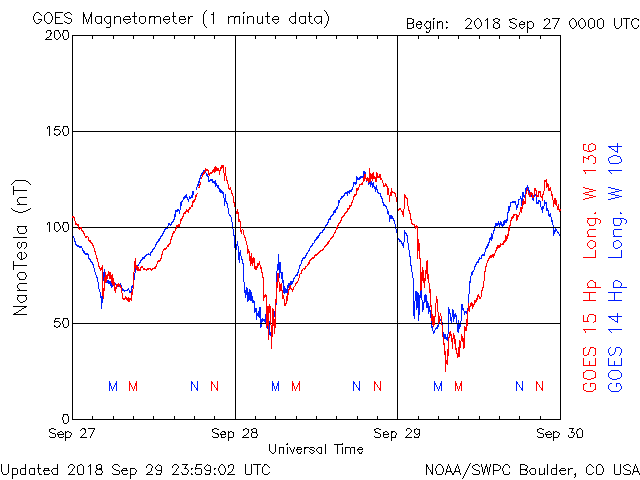 GOES Magnetometer (1 minute data)
Begin: 2018 Sep 27 0000 UTC
200
150
100
50
0
NanoTesla (nT)
M M N N M M N N M M N N
Sep 27 Sep 28 Sep 29 Sep 30
Universal Time
GOES 15 Hp Long. W 136
GOES 14 Hp Long. W 104
Updated 2018 Sep 29 23:59:02 UTC
NOAA/SWPC Boulder, CO USA